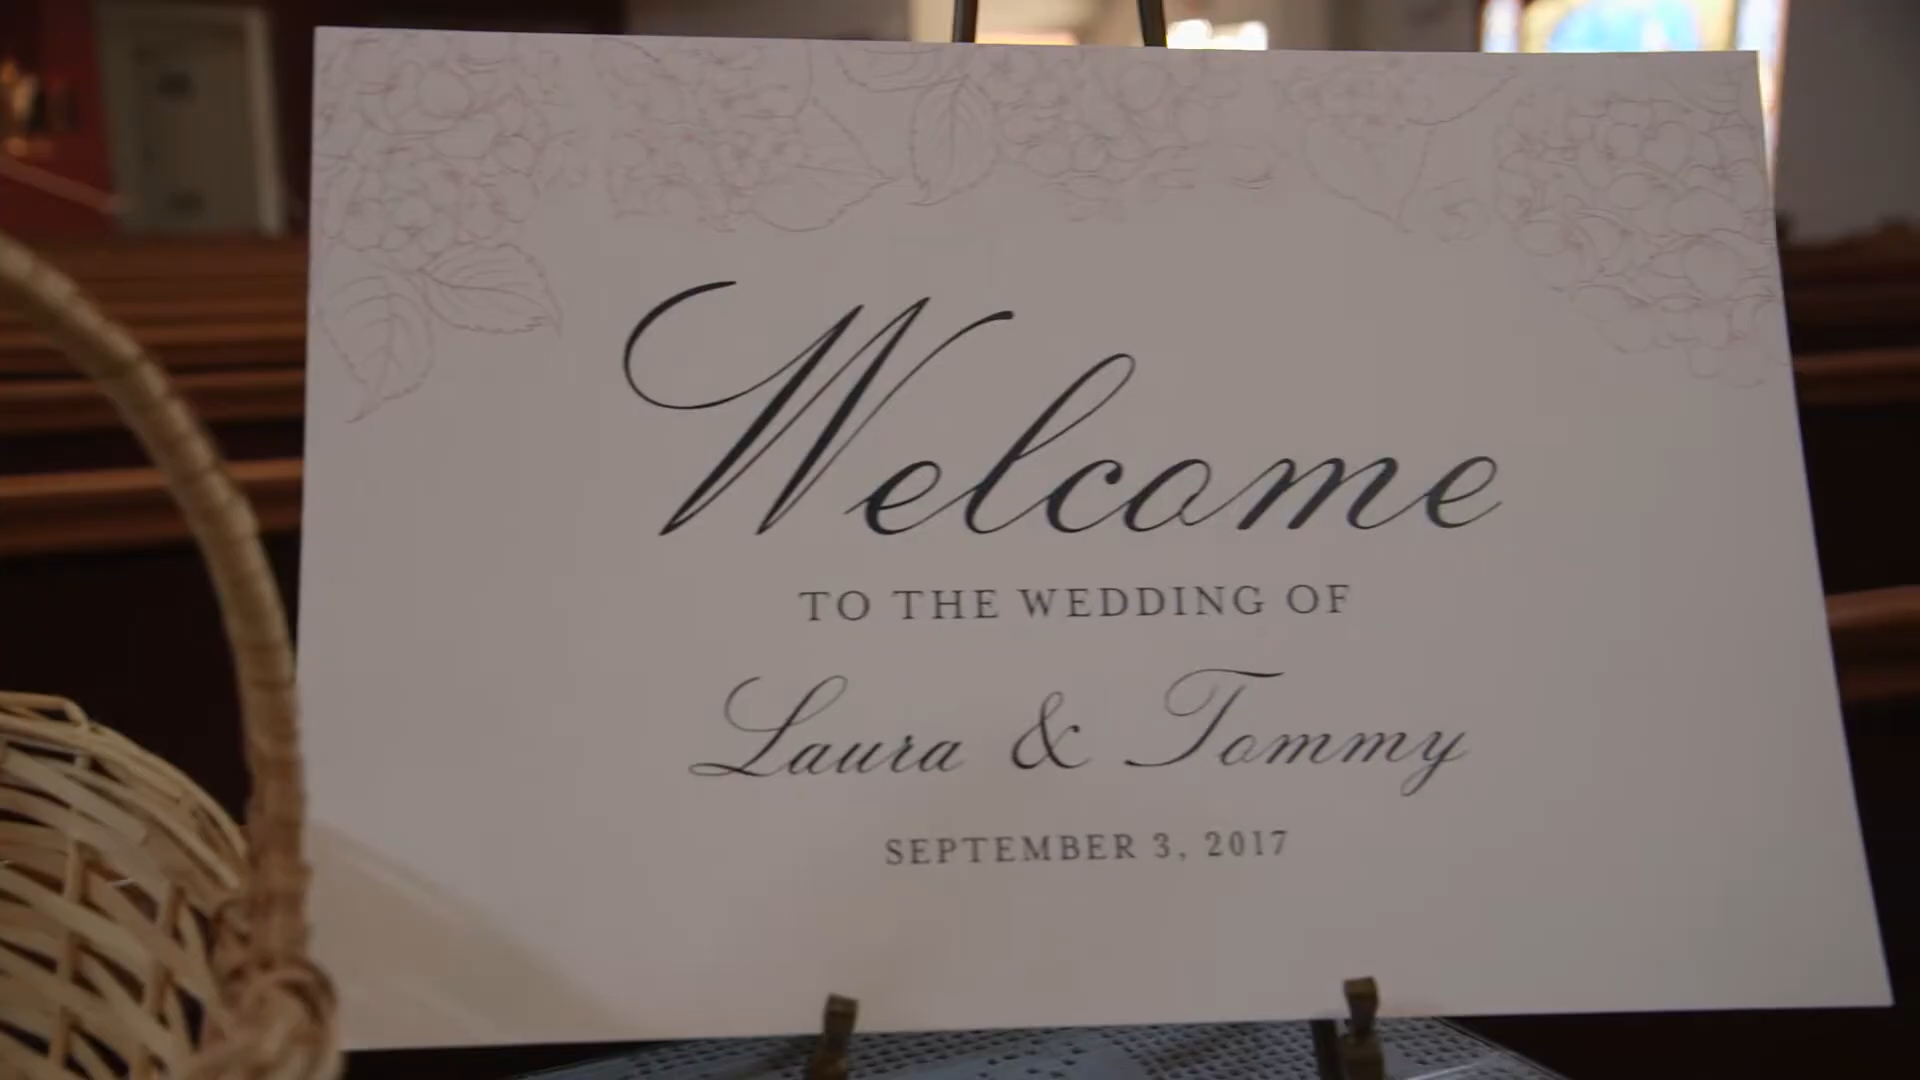 Welcome
TO THE WEDDING OF
Laura & Tommy
SEPTEMBER 3, 2017